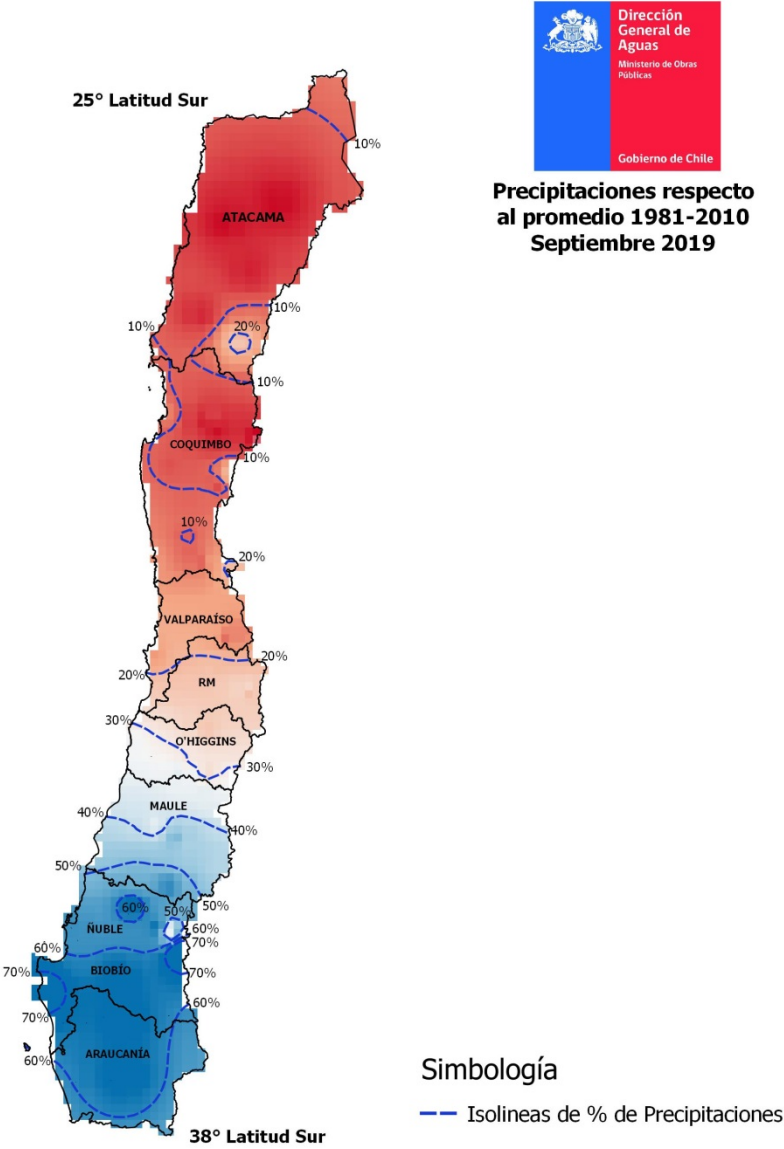 Dirección
General de
Aguas
Ministerio de Obras
Públicas
Gobierno de Chile
Precipitaciones respecto
al promedio 1981-2010
Septiembre 2019
25° Latitud Sur
10%
ATACAMA
10%
20%
10%
10%
COQUIMBO
10%
10%
20%
VALPARAÍSO
20%
20%
RM
30%
O'HIGGINS
30%
MAULE
40%
40%
50%
50%
60%
50%
ÑUBLE
60%
70%
60%
BIOBÍO
70%
70%
60%
70%
ARAUCANÍA
60%
38° Latitud Sur
Simbología
Isolineas de % de Precipitaciones